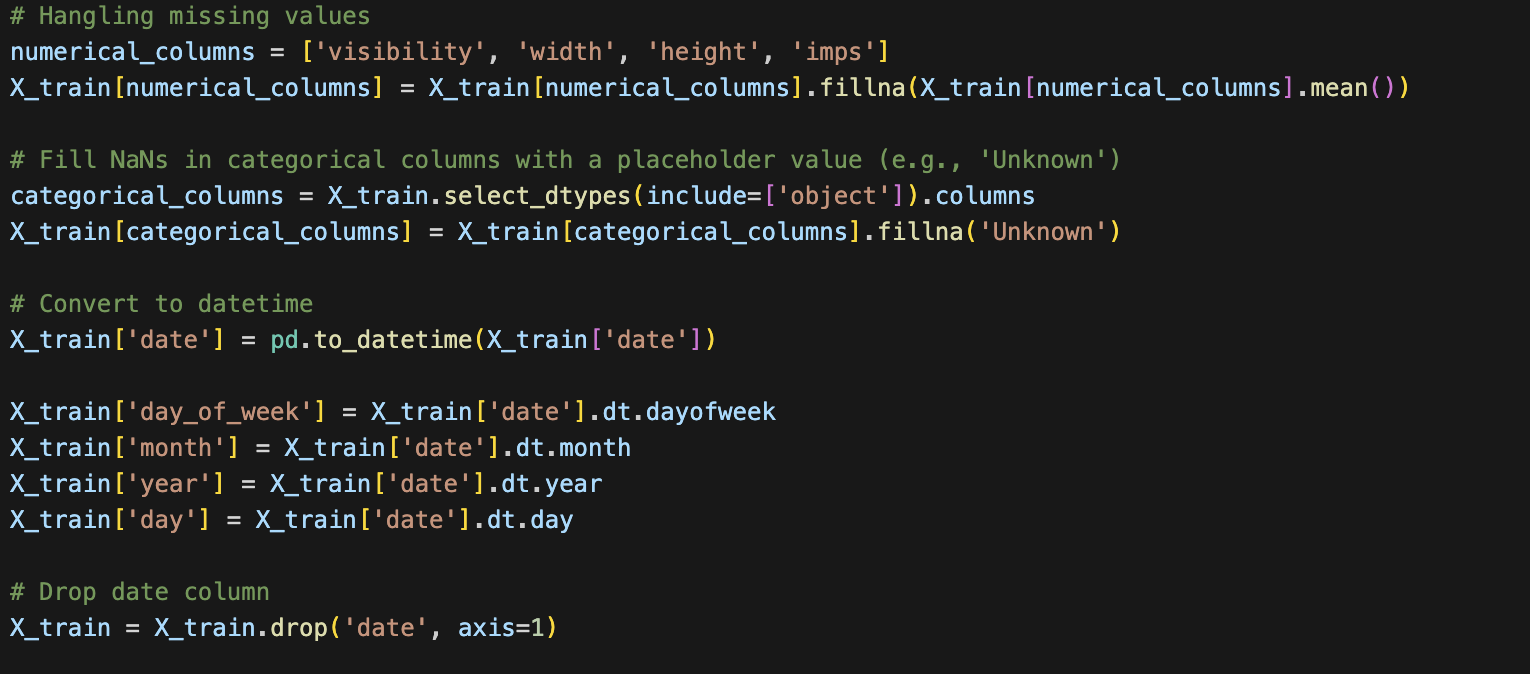 # Hangling missing values
numerical_columns = ['visibility', 'width', 'height', 'imps']
X_train[numerical_columns] = X_train[numerical_columns].fillna(X_train[numerical_columns].mean())
# Fill NaNs in categorical columns with a placeholder value (e.g., 'Unknown')
categorical_columns = X_train.select_dtypes(include=['object']).columns
X_train[categorical_columns] = X_train[categorical_columns].fillna('Unknown')
# Convert to datetime
X_train['date'] = pd.to_datetime(X_train['date'])
X_train['day_of_week'] = X_train['date'].dt.dayofweek
X_train['month'] = X_train['date'].dt.month
X_train['year'] = X_train['date'].dt.year
X_train['day'] = X_train['date'].dt.day
# Drop date column
X_train = X_train.drop('date', axis=1)